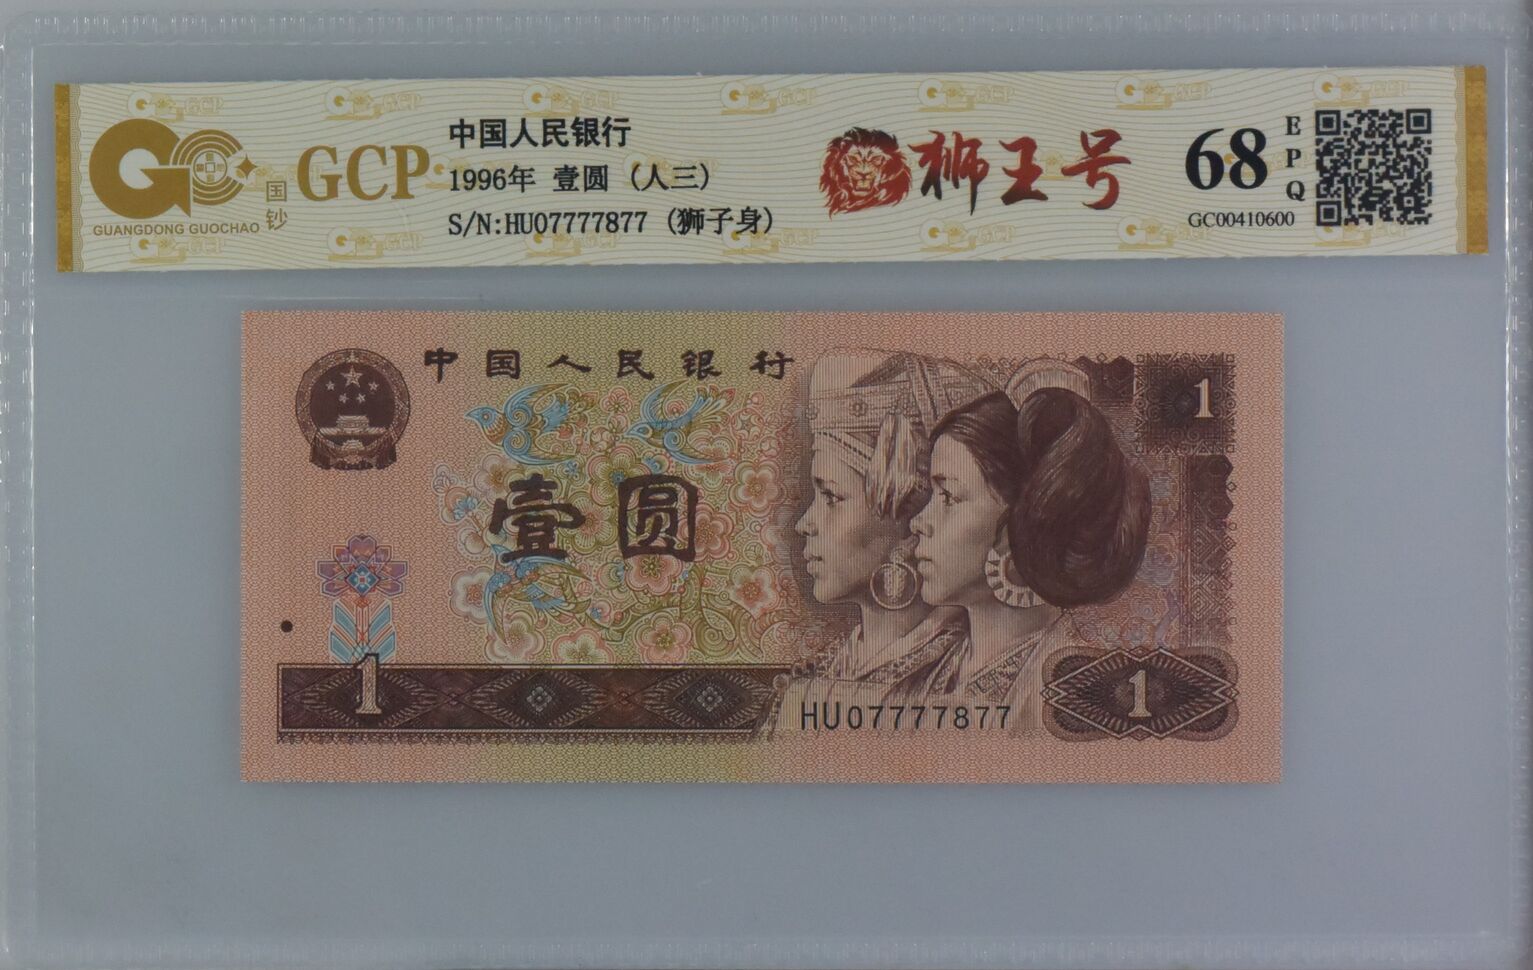 GUANGDONG GUOCHAO
国钞
GCP
中国人民银行
1996年 壹圆 (人三)
S/N:HU07777877 (狮子身)
狮王号
68
EPQ
GC00410600
中国人民银行
1
壹圆
1
HU07777877
1